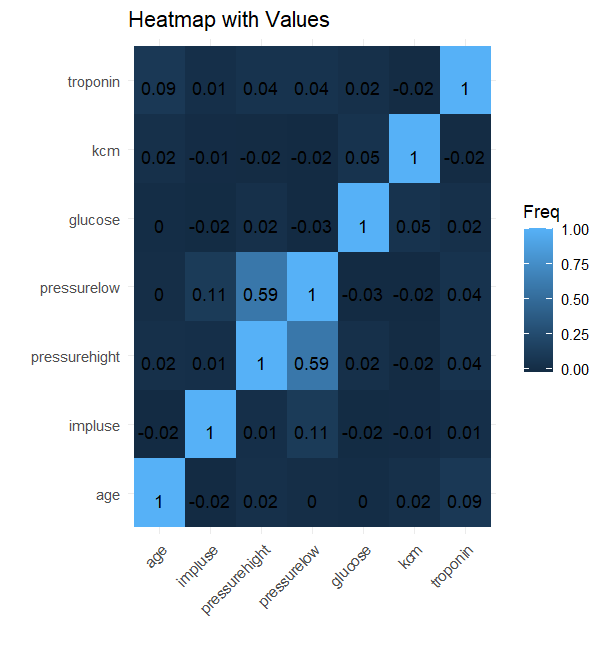 Heatmap with Values
troponin
0.09 0.01 0.04 0.04 0.02 -0.02 1
kcm
0.02 -0.01 -0.02 -0.02 0.05 1 -0.02
glucose
0 -0.02 0.02 -0.03 1 0.05 0.02
pressurelow
0 0.11 0.59 1 -0.03 -0.02 0.04
pressurehight
0.02 0.01 1 0.59 0.02 -0.02 0.04
impluse
-0.02 1 0.01 0.11 -0.02 -0.01 0.01
age
1 -0.02 0.02 0 0 0.02 0.09
age
impluse
pressurehight
pressurelow
glucose
kcm
troponin
Freq
1.00
0.75
0.50
0.25
0.00